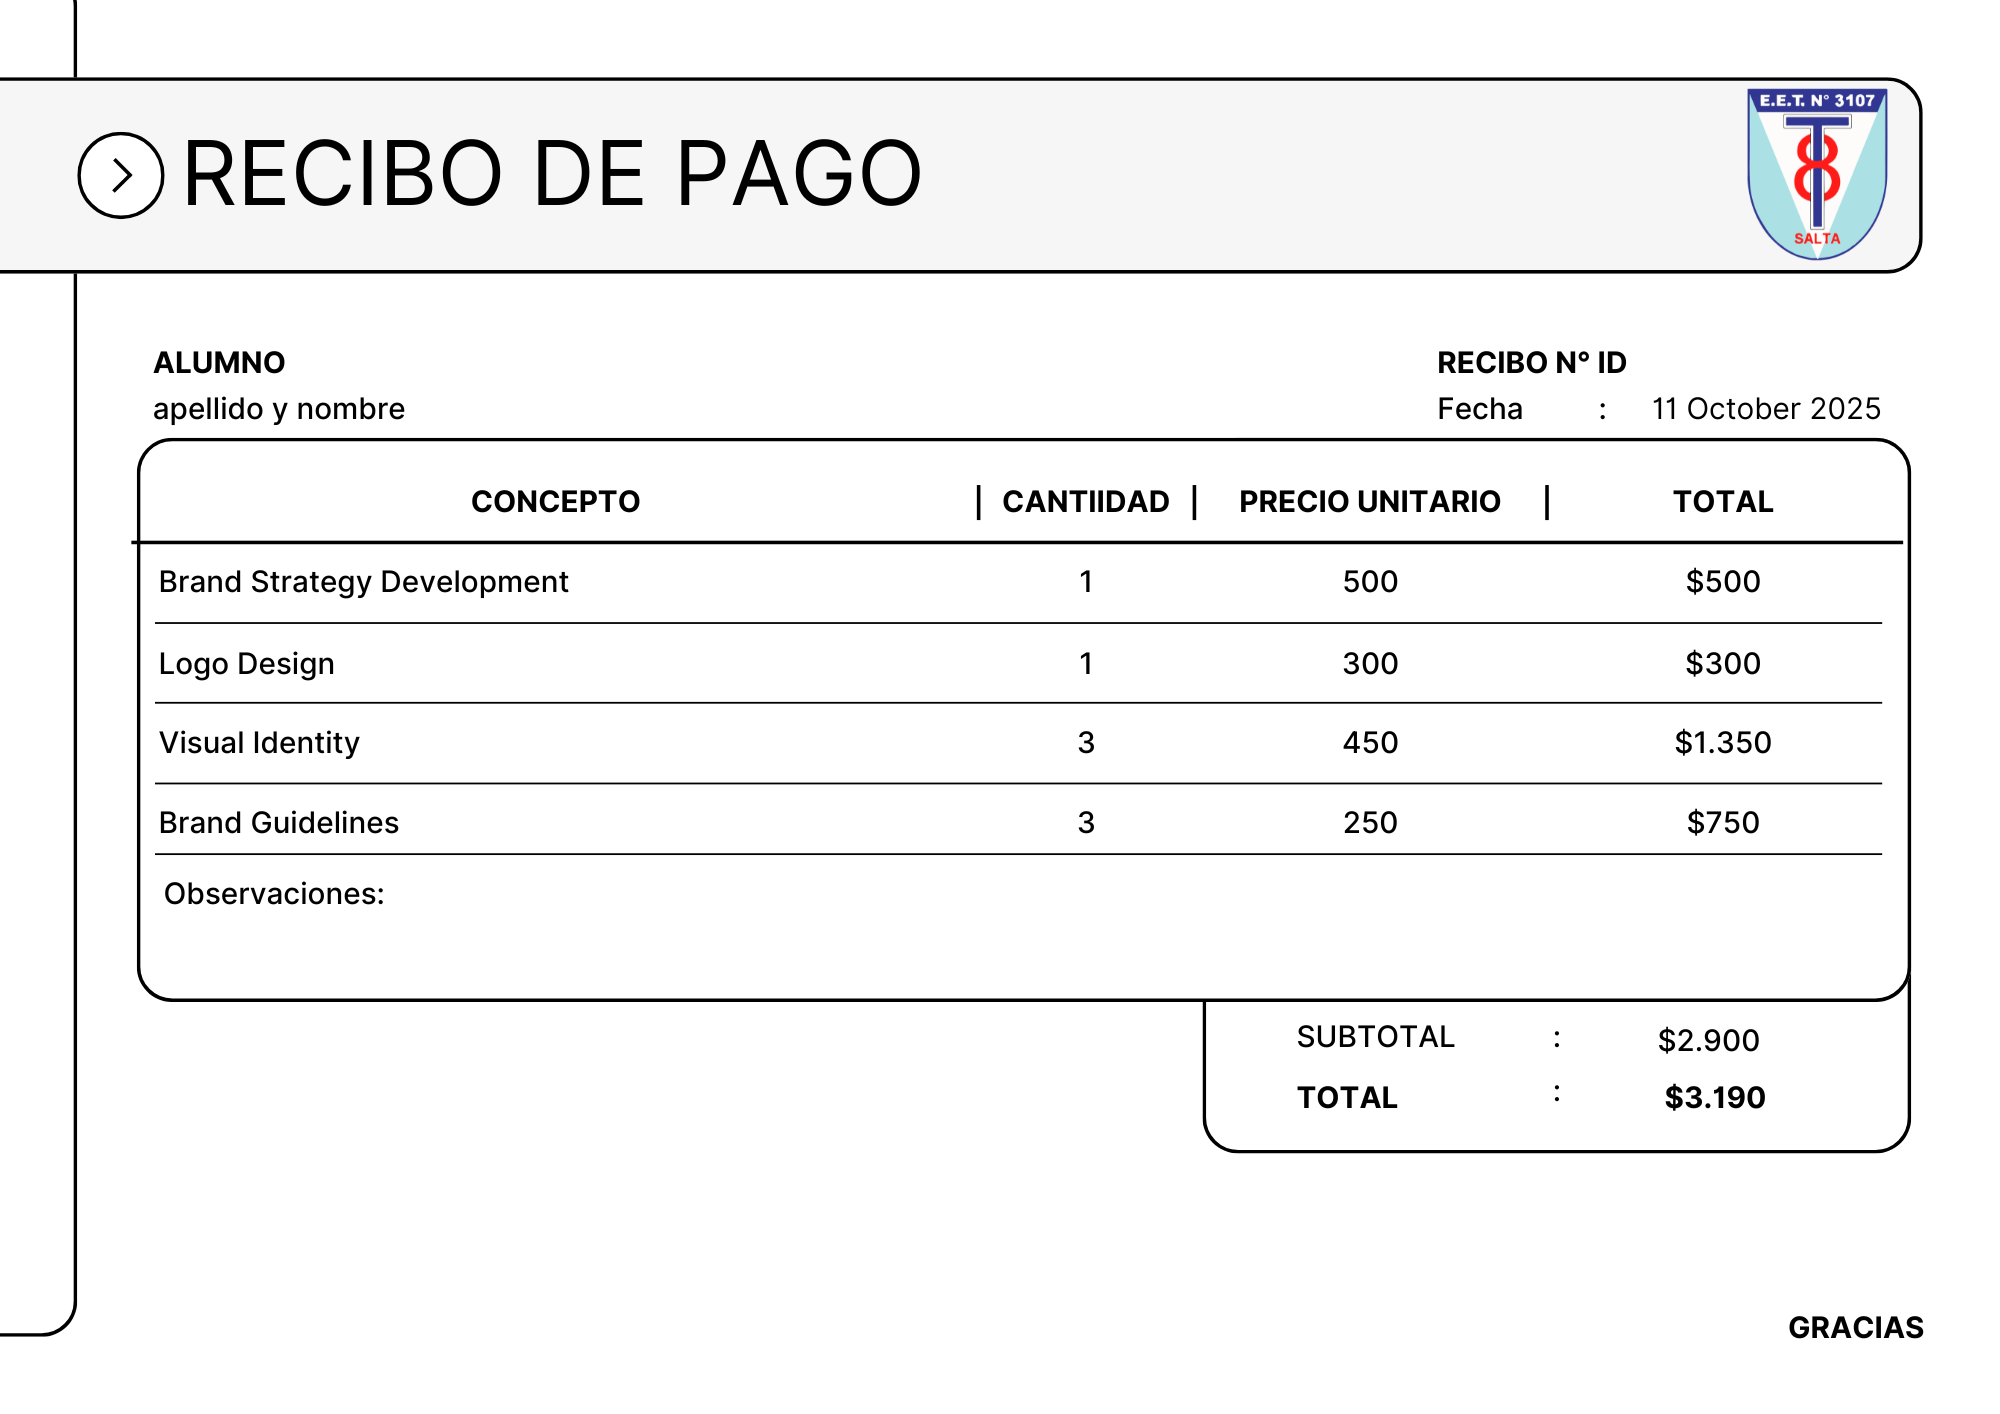 E.E.T. N° 3107
T8
SALTA
RECIBO DE PAGO
ALUMNO
apellido y nombre
RECIBO N° ID
Fecha : 11 October 2025
CONCEPTO | CANTIIDAD | PRECIO UNITARIO | TOTAL
Brand Strategy Development 1 500 $500
Logo Design 1 300 $300
Visual Identity 3 450 $1.350
Brand Guidelines 3 250 $750
Observaciones:
SUBTOTAL : $2.900
TOTAL : $3.190
GRACIAS